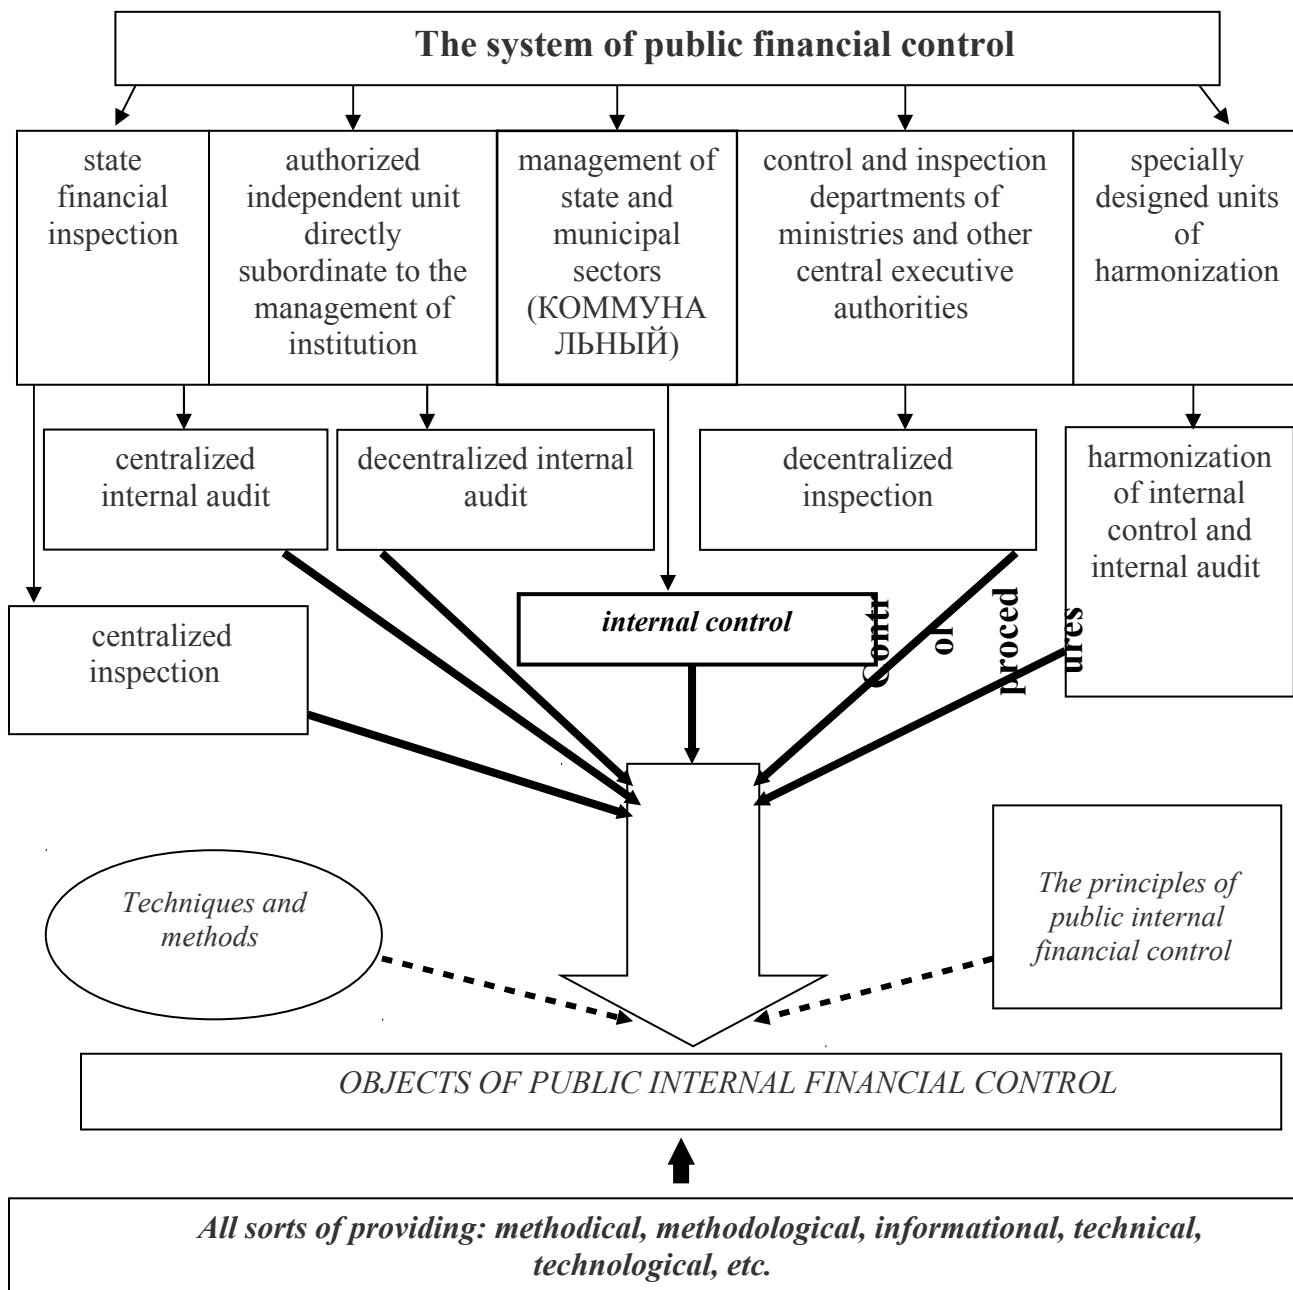 The system of public financial control
state
financial
inspection
authorized
independent unit
directly
subordinate to the
management of
institution
management of
state and
municipal
sectors
(КОММУНА
ЛЬНЫЙ)
control and inspection
departments of
ministries and other
central executive
authorities
specially
designed units
of
harmonization
centralized
internal audit
decentralized internal
audit
decentralized
inspection
harmonization
of internal
control and
internal audit
centralized
inspection
internal control
Contr
ol
proced
ures
Techniques and
methods
The principles of
public internal
financial control
OBJECTS OF PUBLIC INTERNAL FINANCIAL CONTROL
All sorts of providing: methodical, methodological, informational, technical,
technological, etc.